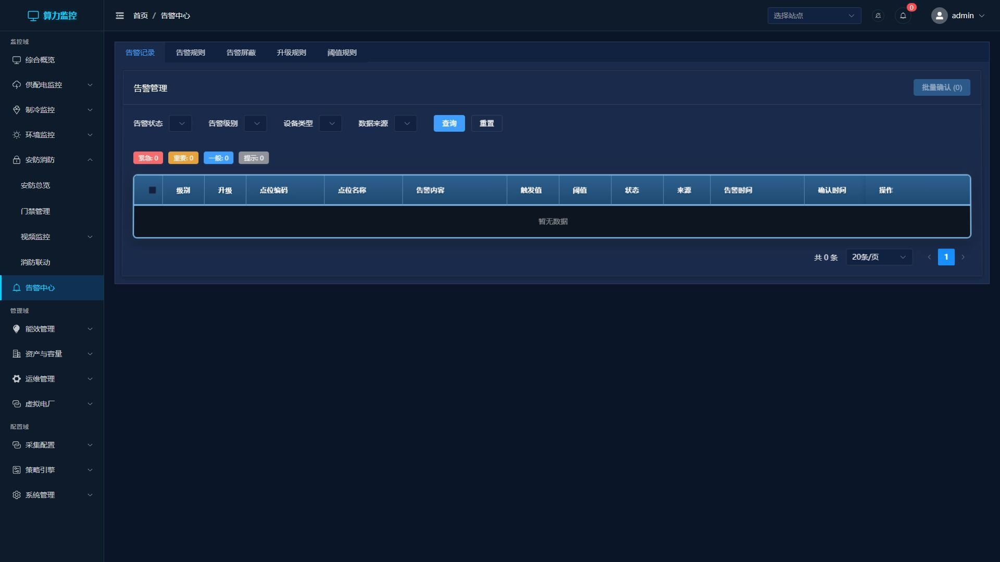 算力监控
首页 / 告警中心
选择站点
0
admin
监控域
综合概览
供配电监控
制冷监控
环境监控
安防消防
安防总览
门禁管理
视频监控
消防联动
告警中心
管理域
能效管理
资产与容量
运维管理
虚拟电厂
配置域
采集配置
策略引擎
系统管理
告警记录 告警规则 告警屏蔽 升级规则 阈值规则
告警管理
批量确认 (0)
告警状态 告警级别 设备类型 数据来源 查询 重置
紧急: 0 重要: 0 一般: 0 提示: 0
级别 升级 点位编码 点位名称 告警内容 触发值 阈值 状态 来源 告警时间 确认时间 操作
暂无数据
共 0 条 20条/页 1